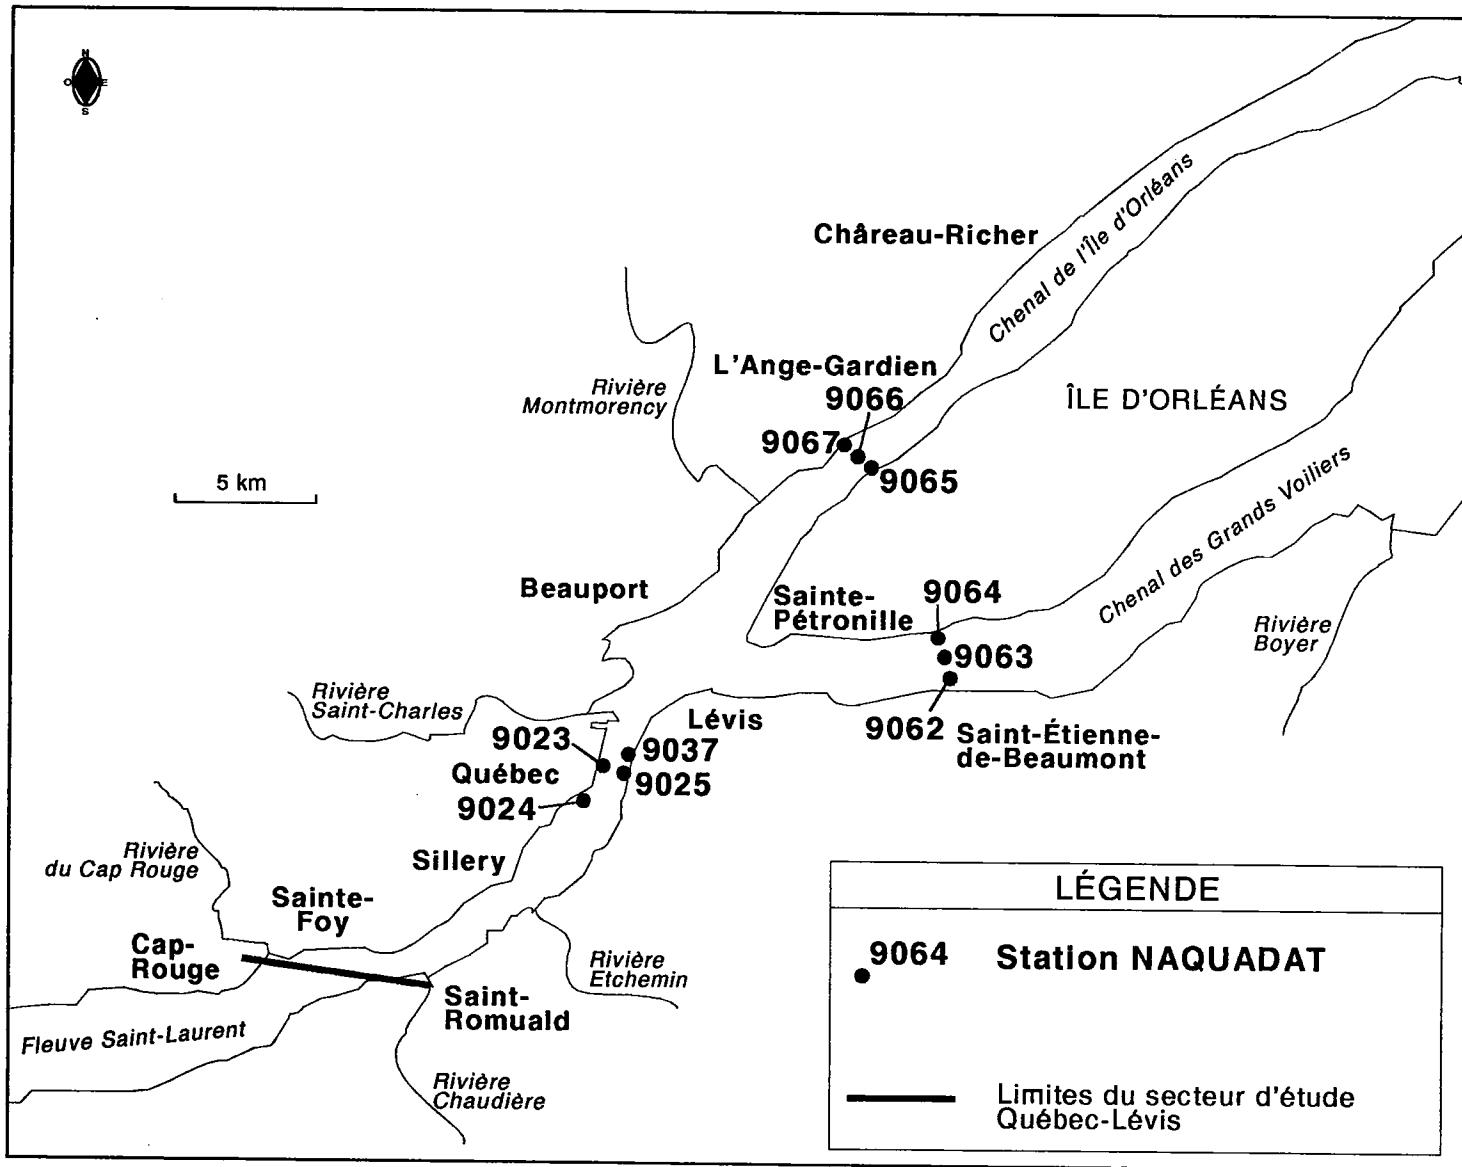 N
O E
S
Châreau-Richer
Chenal de l'Île d'Orléans
L'Ange-Gardien
9066
Rivière
Montmorency
ÎLE D'ORLÉANS
9067
9065
5 km
Chenal des Grands Voiliers
Beauport
Sainte-
Pétronille
9064
9063
Rivière
Boyer
Rivière
Saint-Charles
Lévis
9062
Saint-Étienne-
de-Beaumont
9023
9037
Québec
9025
9024
Sillery
Rivière
du Cap Rouge
Sainte-
Foy
Cap-
Rouge
Rivière
Etchemin
Saint-
Romuald
Fleuve Saint-Laurent
Rivière
Chaudière
LÉGENDE
9064 Station NAQUADAT
Limites du secteur d'étude
Québec-Lévis